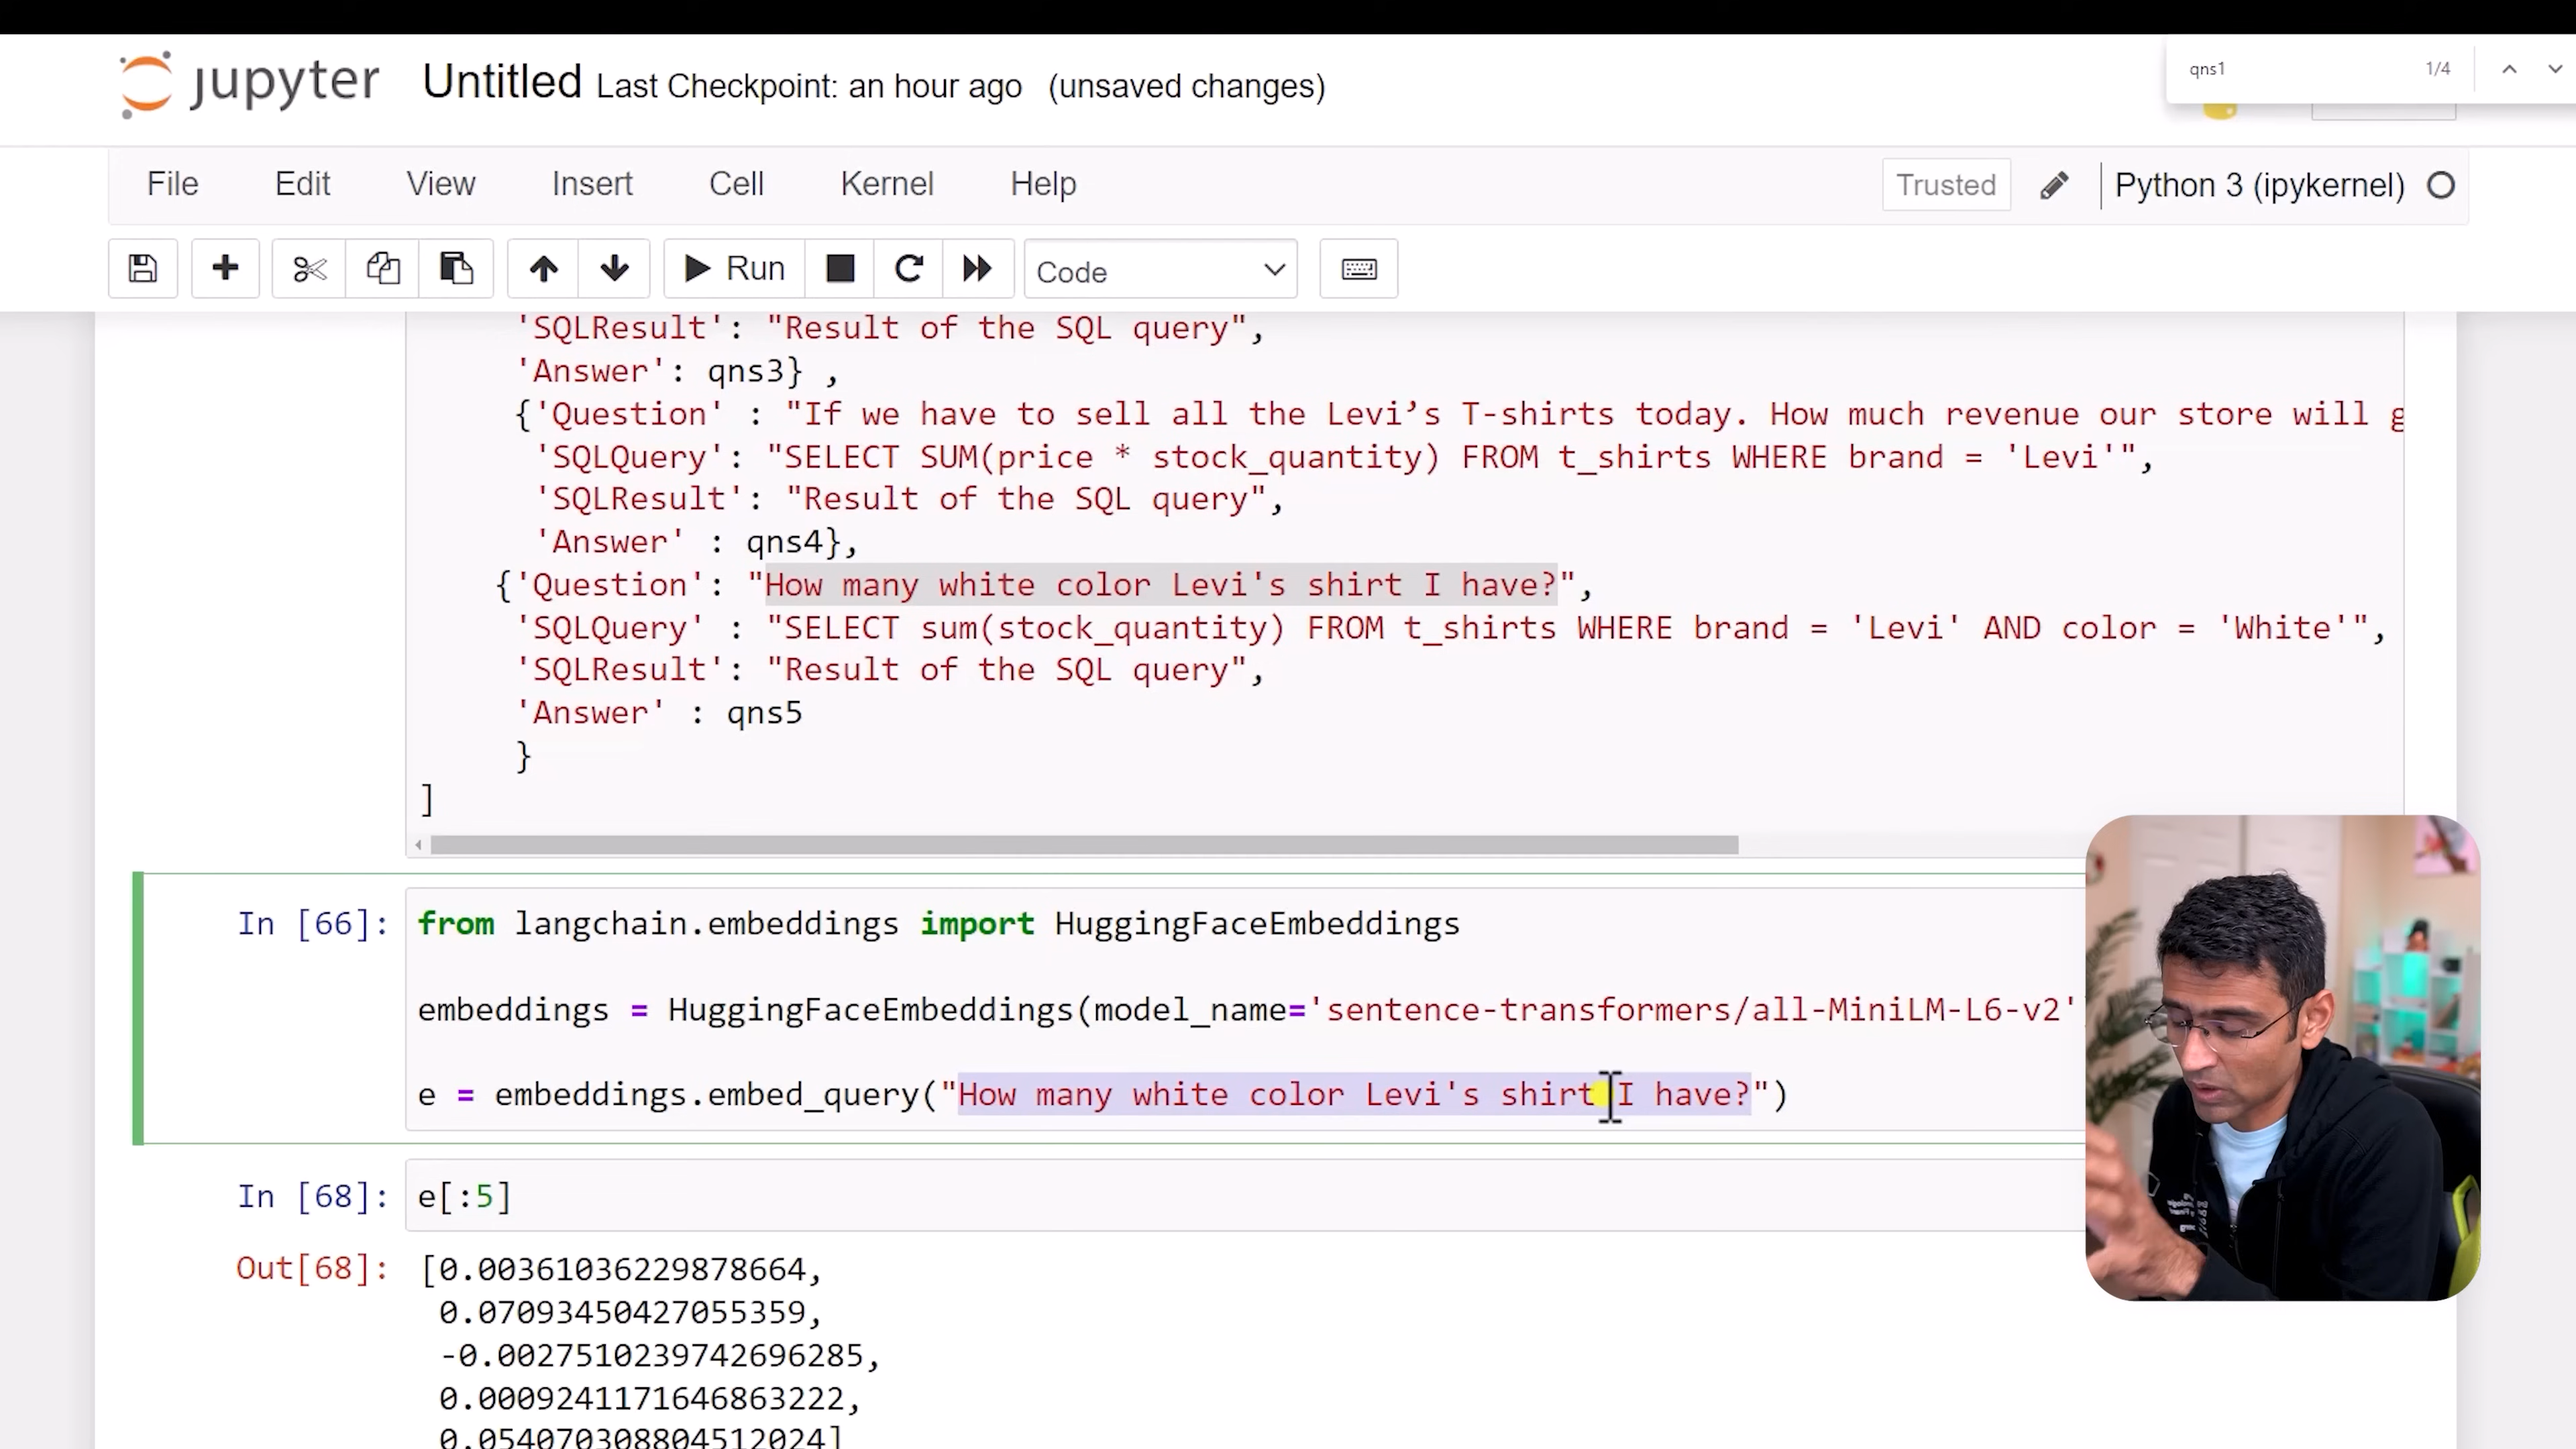 jupyter Untitled Last Checkpoint: an hour ago (unsaved changes)
qns1 1/4
File Edit View Insert Cell Kernel Help
Trusted Python 3 (ipykernel)
Run Code
'SQLResult': "Result of the SQL query",
'Answer': qns3} ,
{'Question' : "If we have to sell all the Levi’s T-shirts today. How much revenue our store will g
'SQLQuery': "SELECT SUM(price * stock_quantity) FROM t_shirts WHERE brand = 'Levi'",
'SQLResult': "Result of the SQL query",
'Answer' : qns4},
{'Question': "How many white color Levi's shirt I have?",
'SQLQuery' : "SELECT sum(stock_quantity) FROM t_shirts WHERE brand = 'Levi' AND color = 'White'",
'SQLResult': "Result of the SQL query",
'Answer' : qns5
}
]
In [66]: from langchain.embeddings import HuggingFaceEmbeddings
embeddings = HuggingFaceEmbeddings(model_name='sentence-transformers/all-MiniLM-L6-v2'
e = embeddings.embed_query("How many white color Levi's shirt I have?")
In [68]: e[:5]
Out[68]: [0.00361036229878664,
0.07093450427055359,
-0.0027510239742696285,
0.0009241171646863222,
0.054070308804512024]